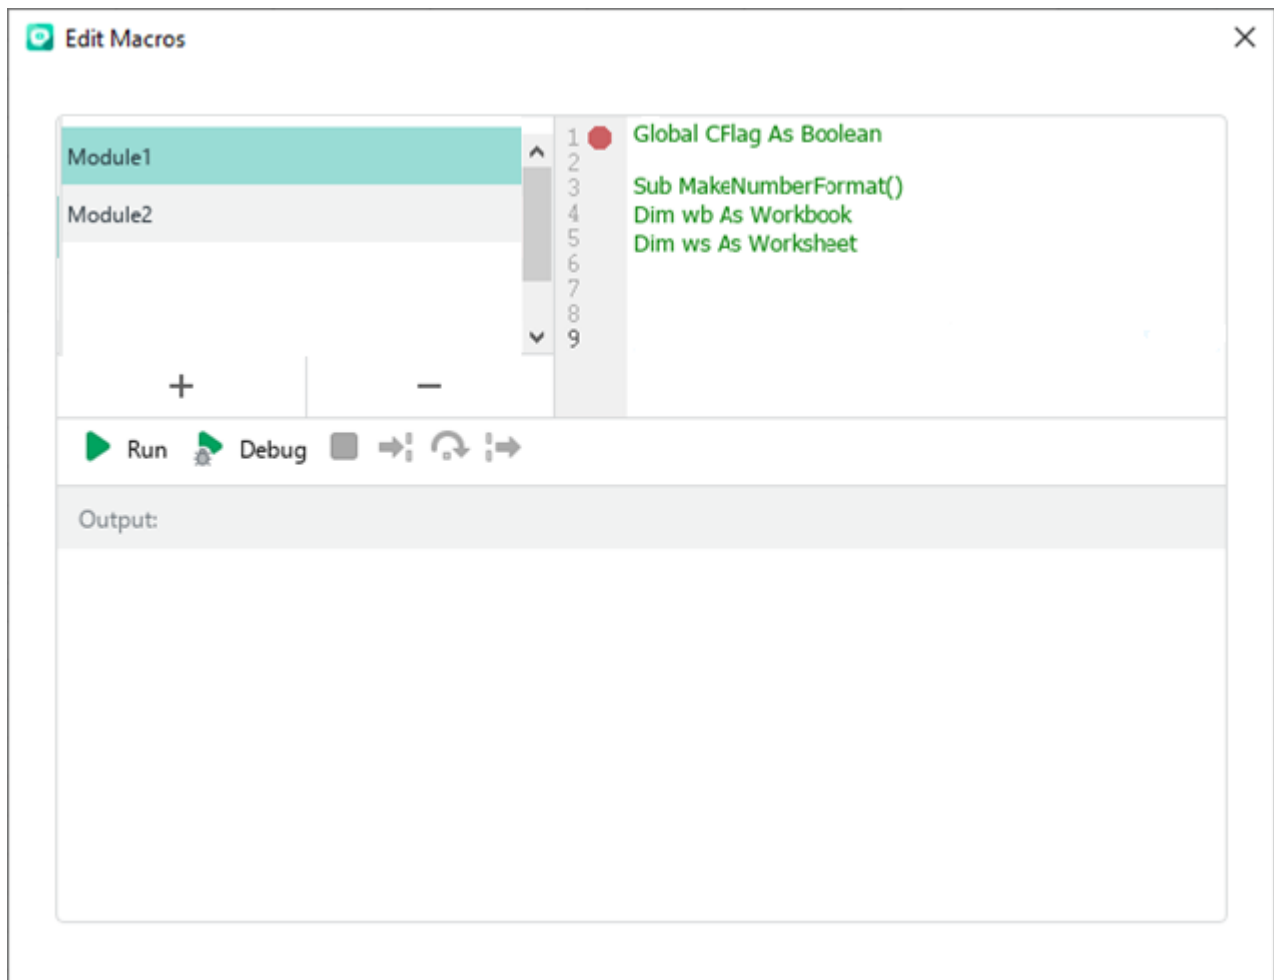 Edit Macros
Module1
Module2
1
2
3
4
5
6
7
8
9
Global CFlag As Boolean
Sub MakeNumberFormat()
Dim wb As Workbook
Dim ws As Worksheet
+
−
Run
Debug
Output: